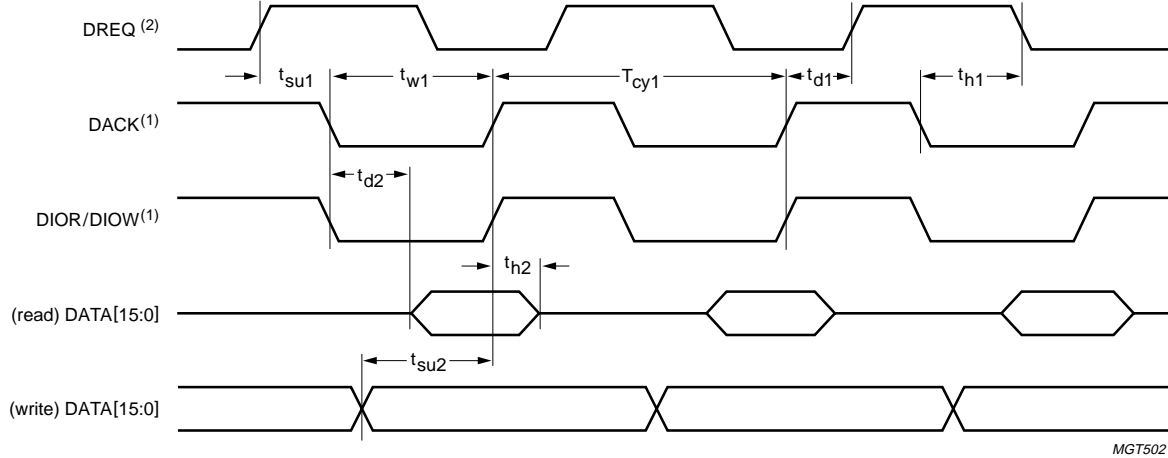 DREQ (2)
tsu1 tw1 Tcy1 td1 th1
DACK(1)
td2
DIOR/DIOW(1)
th2
(read) DATA[15:0]
tsu2
(write) DATA[15:0]
MGT502